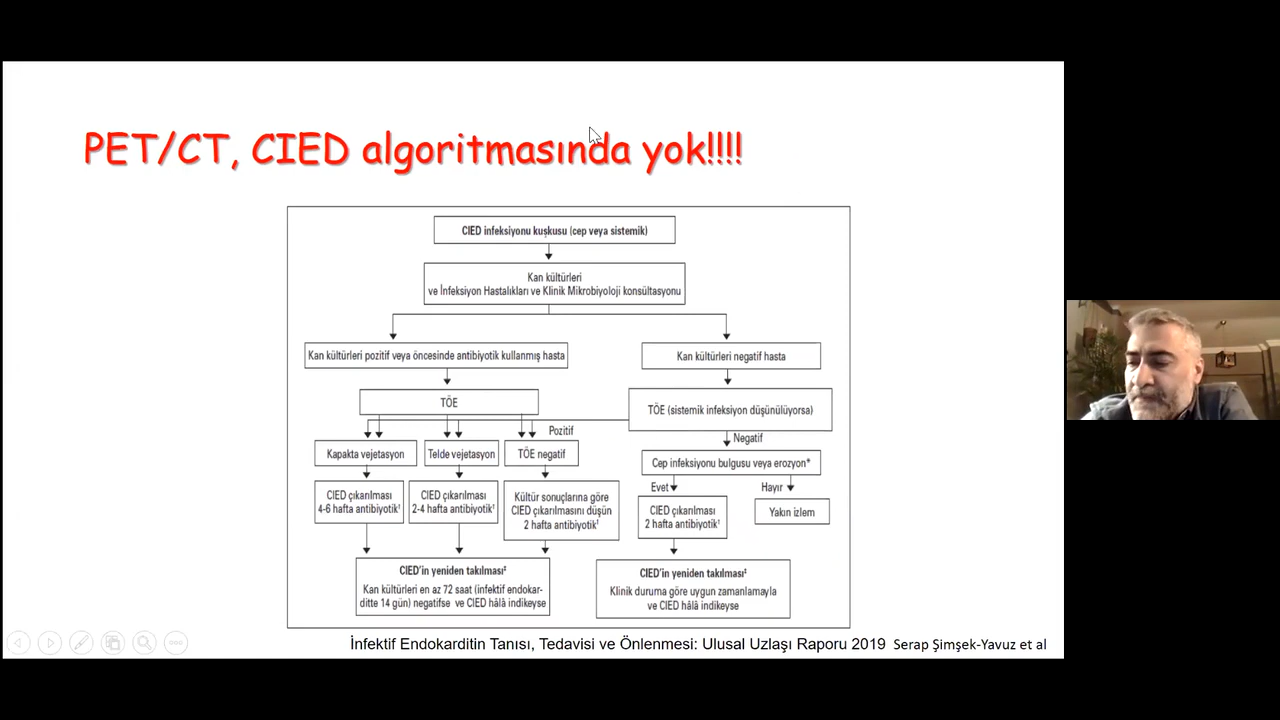 PET/CT, CIED algoritmasında yok!!!!
CIED infeksiyonu kuşkusu (cep veya sistemik)
Kan kültürleri
ve İnfeksiyon Hastalıkları ve Klinik Mikrobiyoloji konsültasyonu
Kan kültürleri pozitif veya öncesinde antibiyotik kullanmış hasta
Kan kültürleri negatif hasta
TÖE
TÖE (sistemik infeksiyon düşünülüyorsa)
Pozitif
Negatif
Kapakta vejetasyon
Telde vejetasyon
TÖE negatif
Cep infeksiyonu bulgusu veya erozyon*
Evet
Hayır
CIED çıkarılması
4-6 hafta antibiyotik†
CIED çıkarılması
2-4 hafta antibiyotik†
Kültür sonuçlarına göre
CIED çıkarılmasını düşün
2 hafta antibiyotik†
CIED çıkarılması
2 hafta antibiyotik†
Yakın izlem
CIED'in yeniden takılması‡
Kan kültürleri en az 72 saat (infektif endokar-
ditte 14 gün) negatifse ve CIED hâlâ indikeyse
CIED'in yeniden takılması‡
Klinik duruma göre uygun zamanlamayla
ve CIED hâlâ indikeyse
İnfektif Endokarditin Tanısı, Tedavisi ve Önlenmesi: Ulusal Uzlaşı Raporu 2019 Serap Şimşek-Yavuz et al